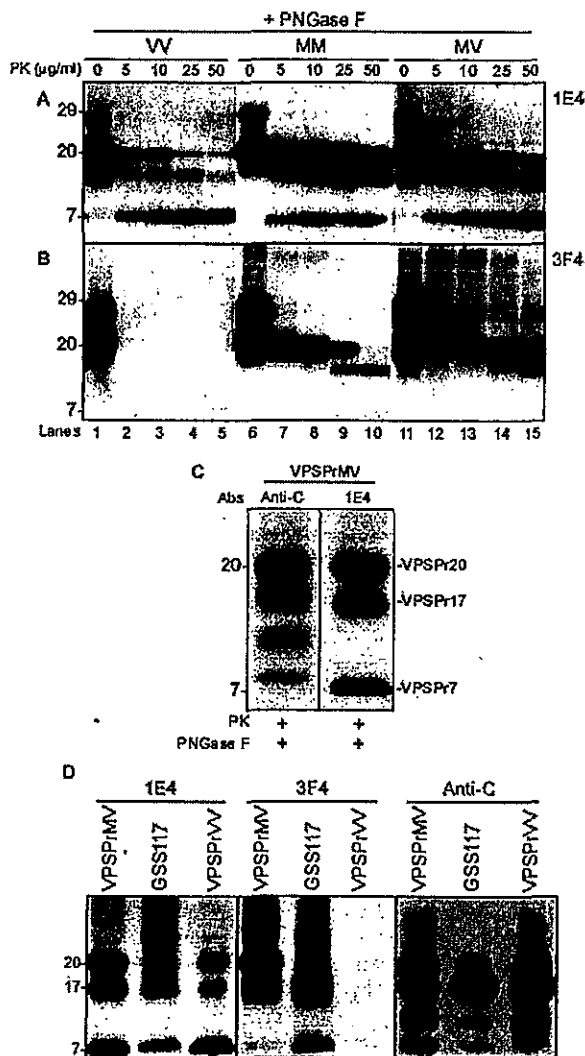 + PNGase F
VV MM MV
PK (µg/ml) 0 5 10 25 50 0 5 10 25 50 0 5 10 25 50
A 1E4
29
20
7
B 3F4
29
20
7
Lanes 1 2 3 4 5 6 7 8 9 10 11 12 13 14 15
C VPSPrMV
Abs Anti-C 1E4
20 -VPSPr20
-VPSPr17
7 -VPSPr7
PK + +
PNGase F + +
D
1E4 3F4 Anti-C
VPSPrMV GSS117 VPSPrVV VPSPrMV GSS117 VPSPrVV VPSPrMV GSS117 VPSPrVV
20
17
7